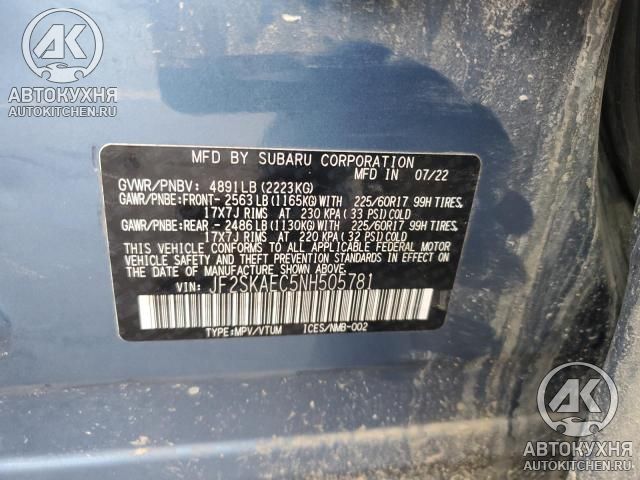 АК
АВТОКУХНЯ
AUTOKITCHEN.RU
MFD BY SUBARU CORPORATION
MFD IN 07/22
GVWR/PNBV: 4891LB (2223KG)
GAWR/PNBE:FRONT- 2563LB(1165KG)WITH 225/60R17 99H TIRES,
17X7J RIMS AT 230 KPA (33 PSI)COLD
GAWR/PNBE:REAR - 2486LB(1130KG)WITH 225/60R17 99H TIRES,
17X7J RIMS AT 220 KPA (32 PSI)COLD
THIS VEHICLE CONFORMS TO ALL APPLICABLE FEDERAL MOTOR
VEHICLE SAFETY AND THEFT PREVENTION STANDARDS IN
EFFECT ON THE DATE OF MANUFACTURE SHOWN ABOVE.
VIN: JF2SKAEC5NH505781
TYPE:MPV/VTUM ICES/NMB-002
АК
АВТОКУХНЯ
AUTOKITCHEN.RU